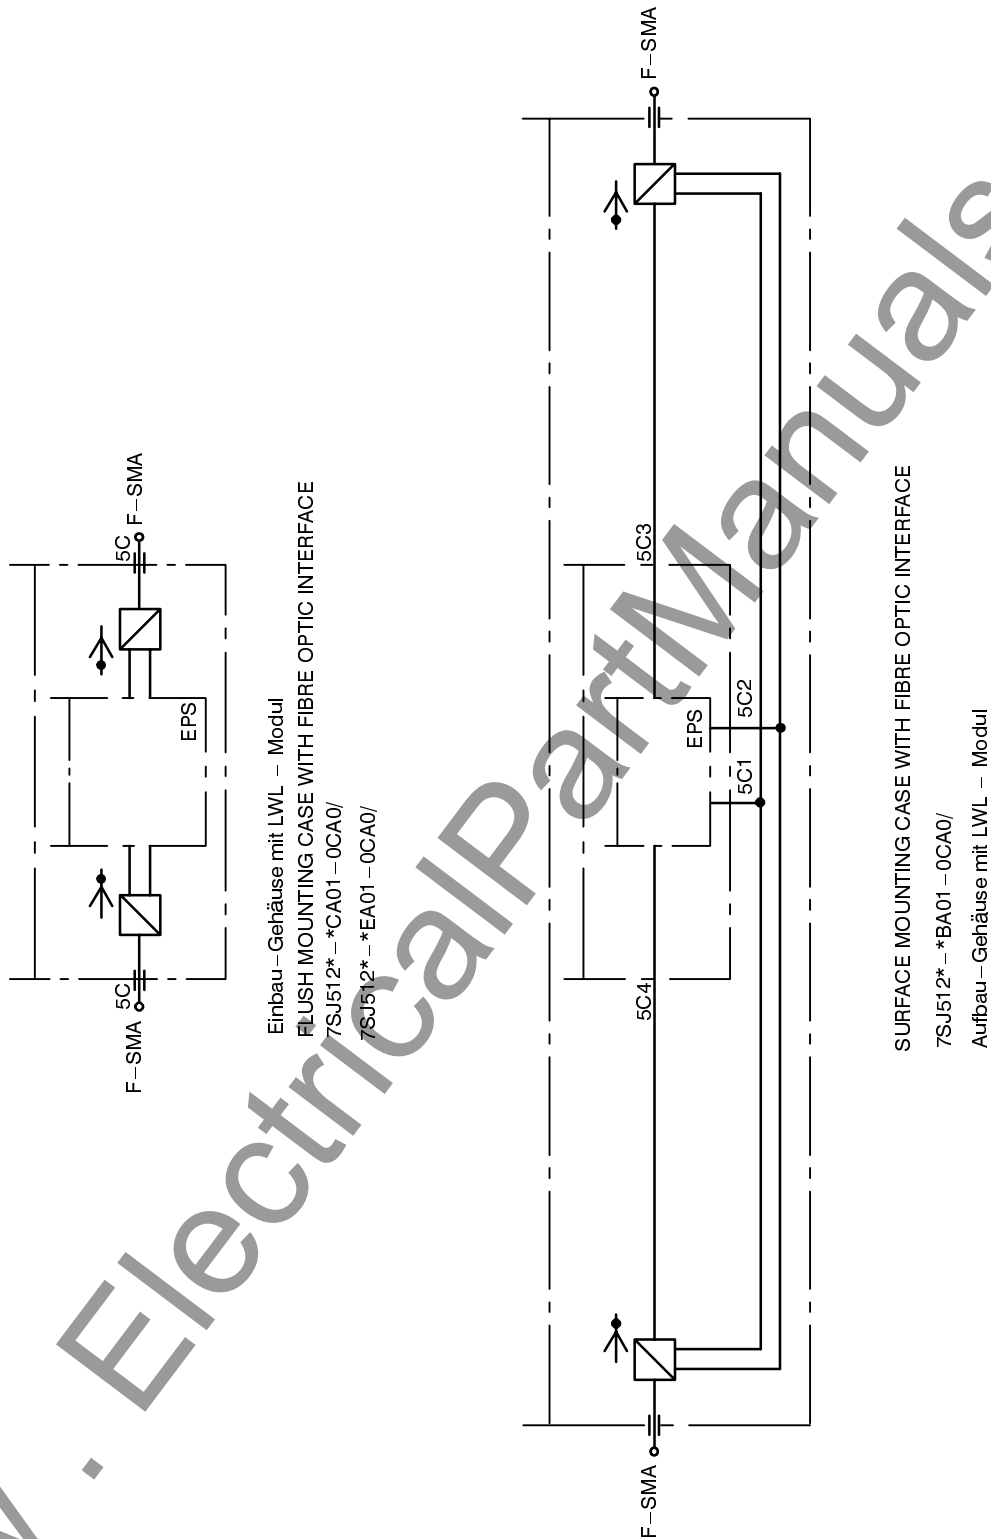 F–SMA
5C
EPS
5C
F–SMA
Einbau–Gehäuse mit LWL – Modul
FLUSH MOUNTING CASE WITH FIBRE OPTIC INTERFACE
7SJ512*–*CA01–0CA0/
7SJ512*–*EA01–0CA0/
F–SMA
5C4
5C3
EPS
5C1
5C2
F–SMA
SURFACE MOUNTING CASE WITH FIBRE OPTIC INTERFACE
7SJ512*–*BA01–0CA0/
Aufbau–Gehäuse mit LWL – Modul
. ElectricalPartManuals